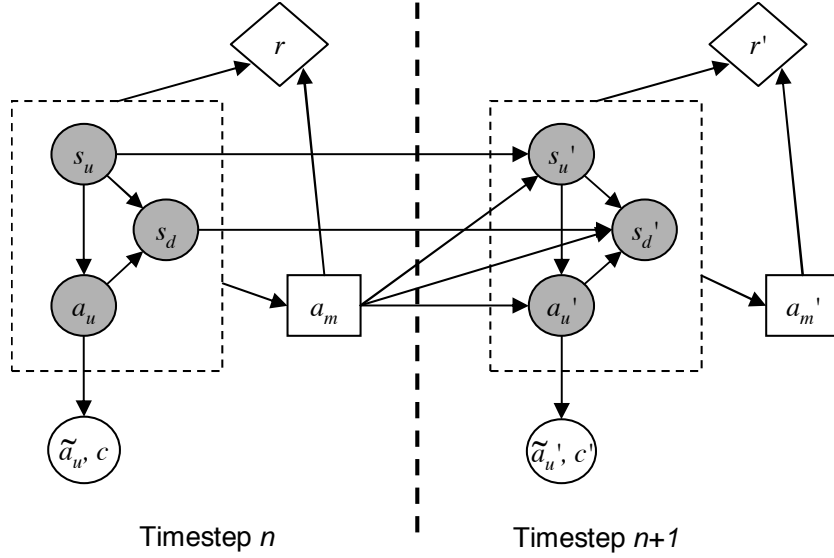 r r'
s_u s_u'
s_d s_d'
a_u a_m a_u' a_m'
ã_u, c ã_u', c'
Timestep n Timestep n+1